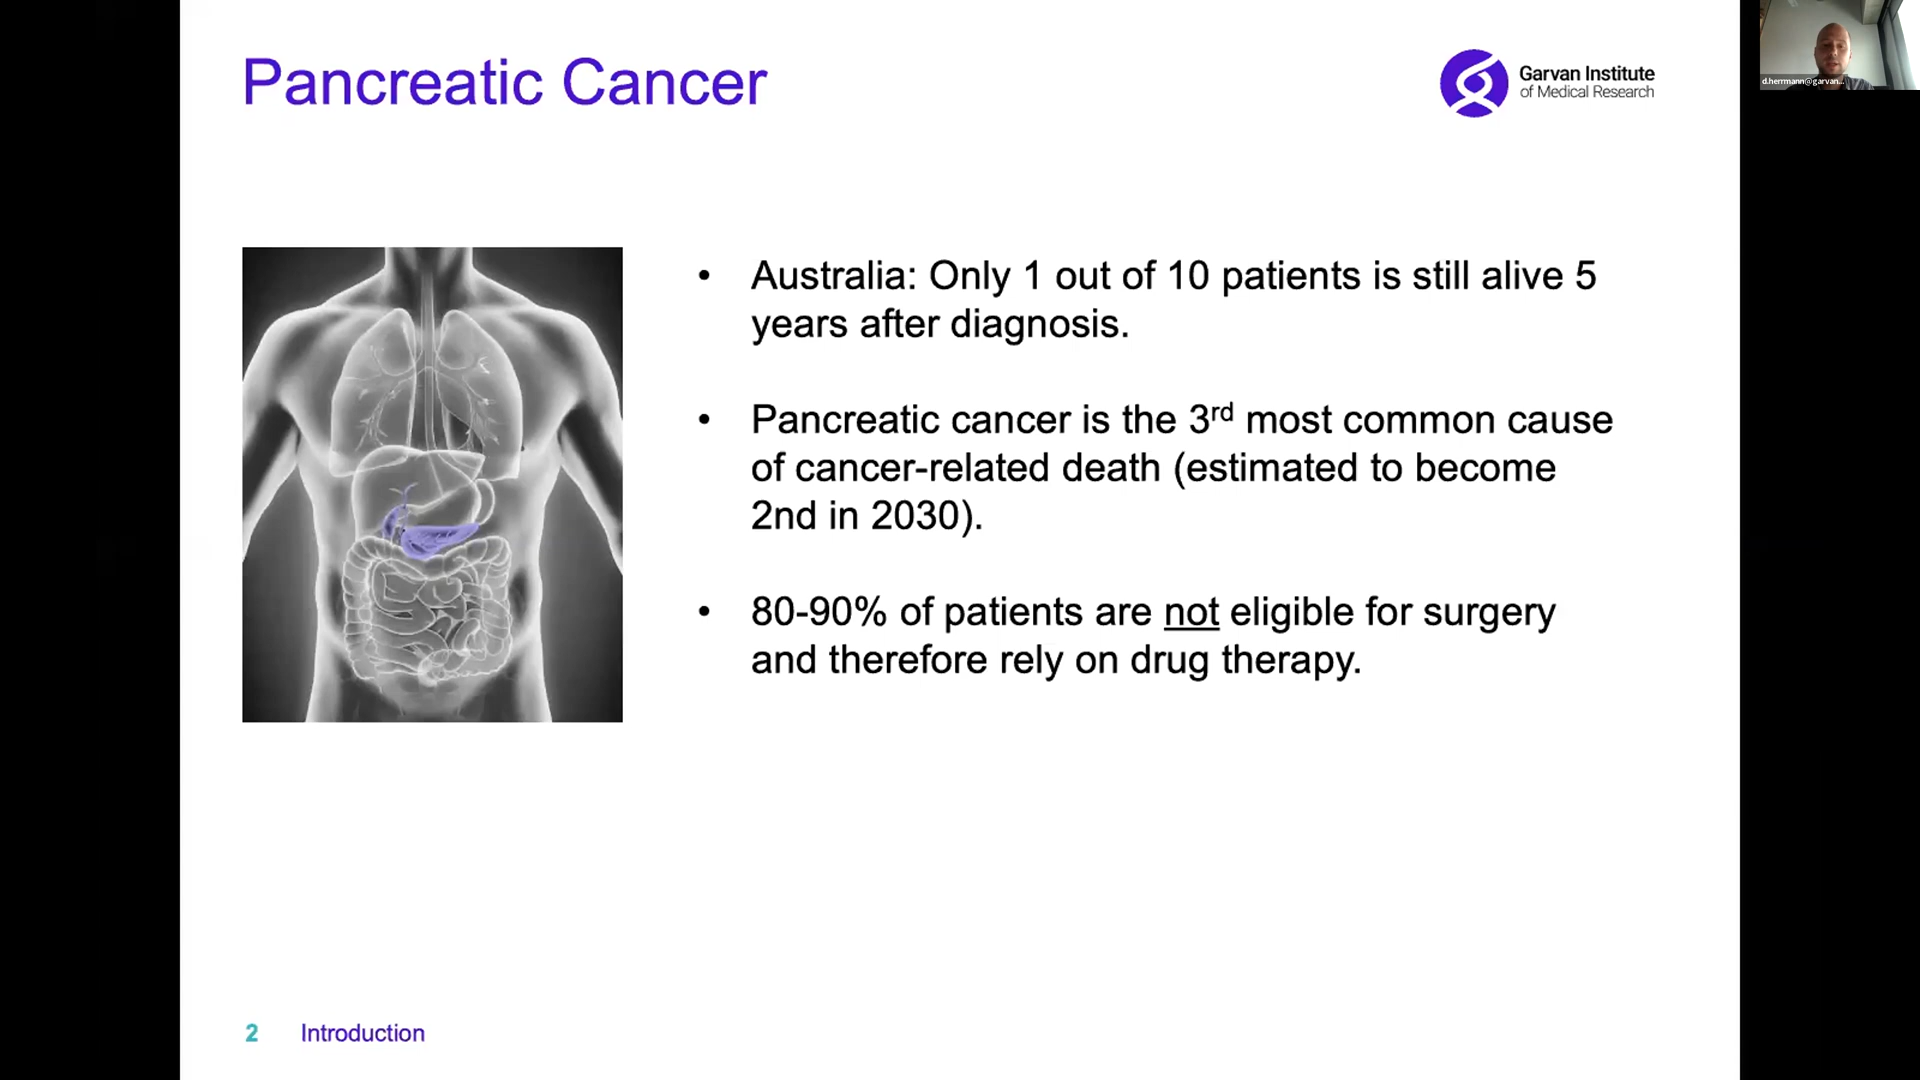 Pancreatic Cancer
Garvan Institute
of Medical Research
d.herrmann@garvan...
• Australia: Only 1 out of 10 patients is still alive 5
years after diagnosis.
• Pancreatic cancer is the 3rd most common cause
of cancer-related death (estimated to become
2nd in 2030).
• 80-90% of patients are not eligible for surgery
and therefore rely on drug therapy.
2 Introduction